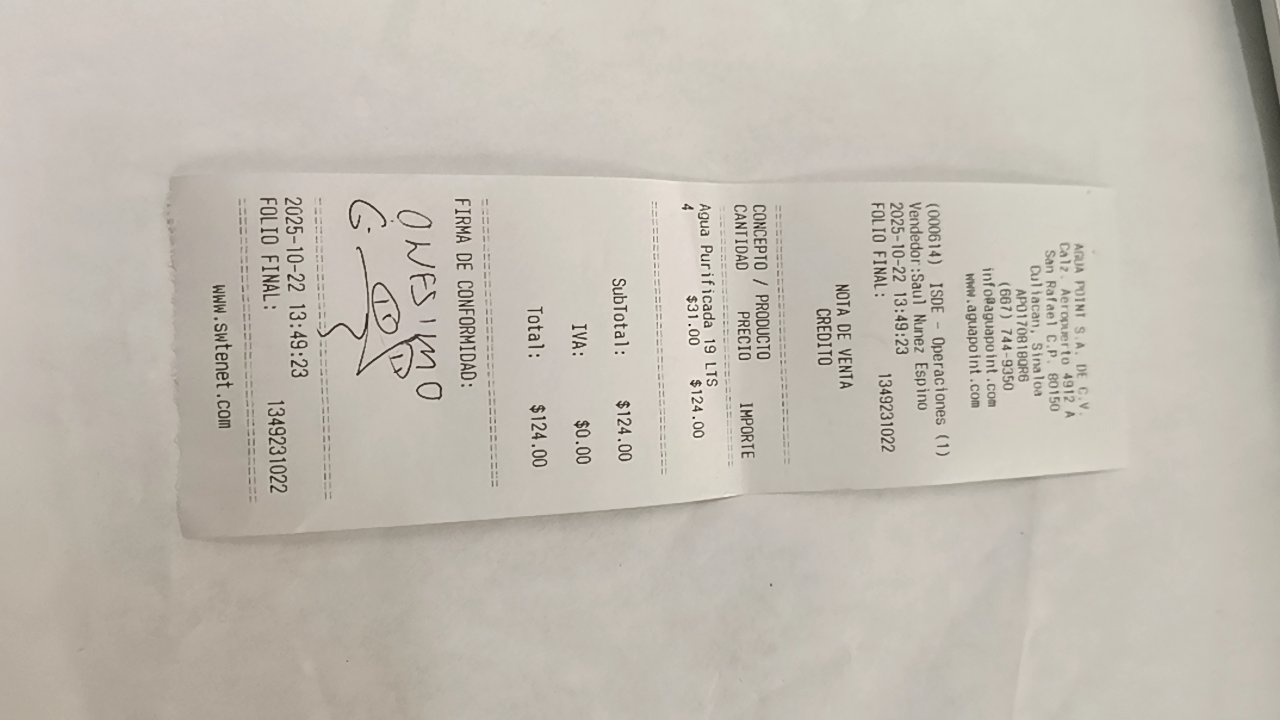 AGUA POINT S.A. DE C.V.
Calz. Aeropuerto 4912 A
San Rafael C.P. 80150
Culiacan, Sinaloa
APO170818QR6
(667) 744-9350
info@aguapoint.com
www.aguapoint.com
(000614) ISDE - Operaciones (1)
Vendedor:Saul Nunez Espino
2025-10-22 13:49:23
FOLIO FINAL: 1349231022
NOTA DE VENTA
CREDITO
CONCEPTO / PRODUCTO
CANTIDAD PRECIO IMPORTE
Agua Purificada 19 LTS
4 $31.00 $124.00
SubTotal: $124.00
IVA: $0.00
Total: $124.00
FIRMA DE CONFORMIDAD:
ONESIMO
G.
2025-10-22 13:49:23
FOLIO FINAL: 1349231022
www.swtenet.com